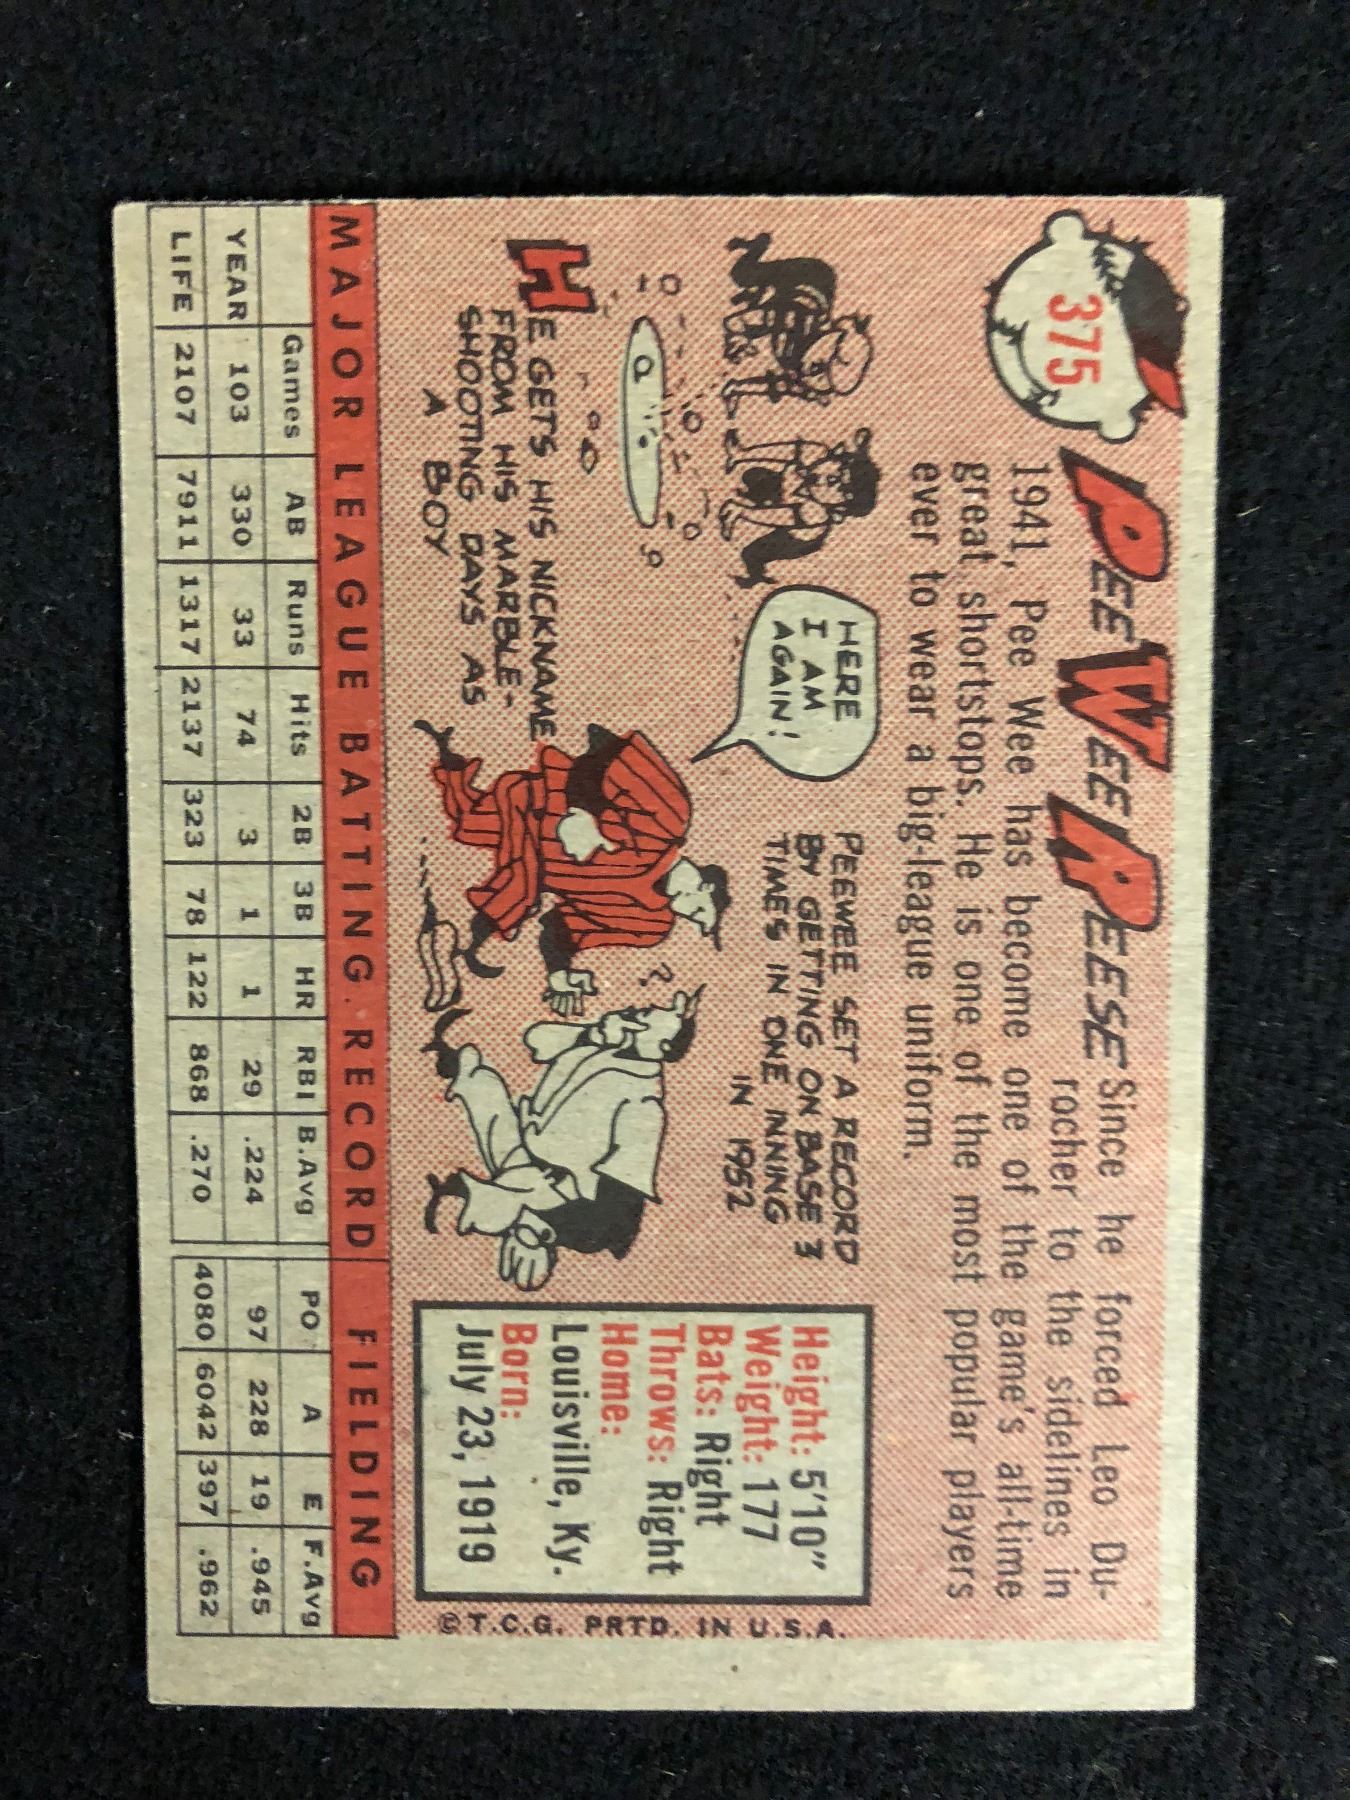 375
PEE WEE REESE
Since he forced Leo Du-
rocher to the sidelines in
1941, Pee Wee has become one of the game's all-time
great shortstops. He is one of the most popular players
ever to wear a big-league uniform.
HERE
I AM
AGAIN!
a
HE GETS HIS NICKNAME
FROM HIS MARBLE-
SHOOTING DAYS AS
A BOY
PEEWEE SET A RECORD
BY GETTING ON BASE 3
TIMES IN ONE INNING
IN 1952
?
Height: 5'10"
Weight: 177
Bats: Right
Throws: Right
Home:
Louisville, Ky.
Born:
July 23, 1919
© T.C.G. PRTD. IN U.S.A.
MAJOR LEAGUE BATTING RECORD FIELDING
Games AB Runs Hits 2B 3B HR RBI B.Avg PO A E F.Avg
YEAR 103 330 33 74 3 1 1 29 .224 97 228 19 .945
LIFE 2107 7911 1317 2137 323 78 122 868 .270 4080 6042 397 .962